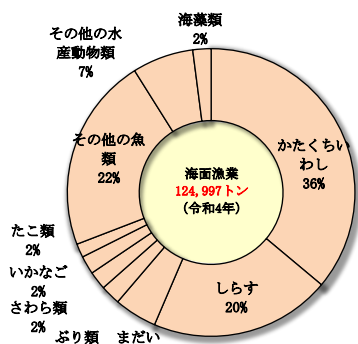 海藻類
2%
その他の水
産動物類
7%
かたくちい
わし
36%
その他の魚
類
22%
海面漁業
124,997トン
(令和4年)
たこ類
2%
いかなご
2%
さわら類
2%
ぶり類
まだい
しらす
20%